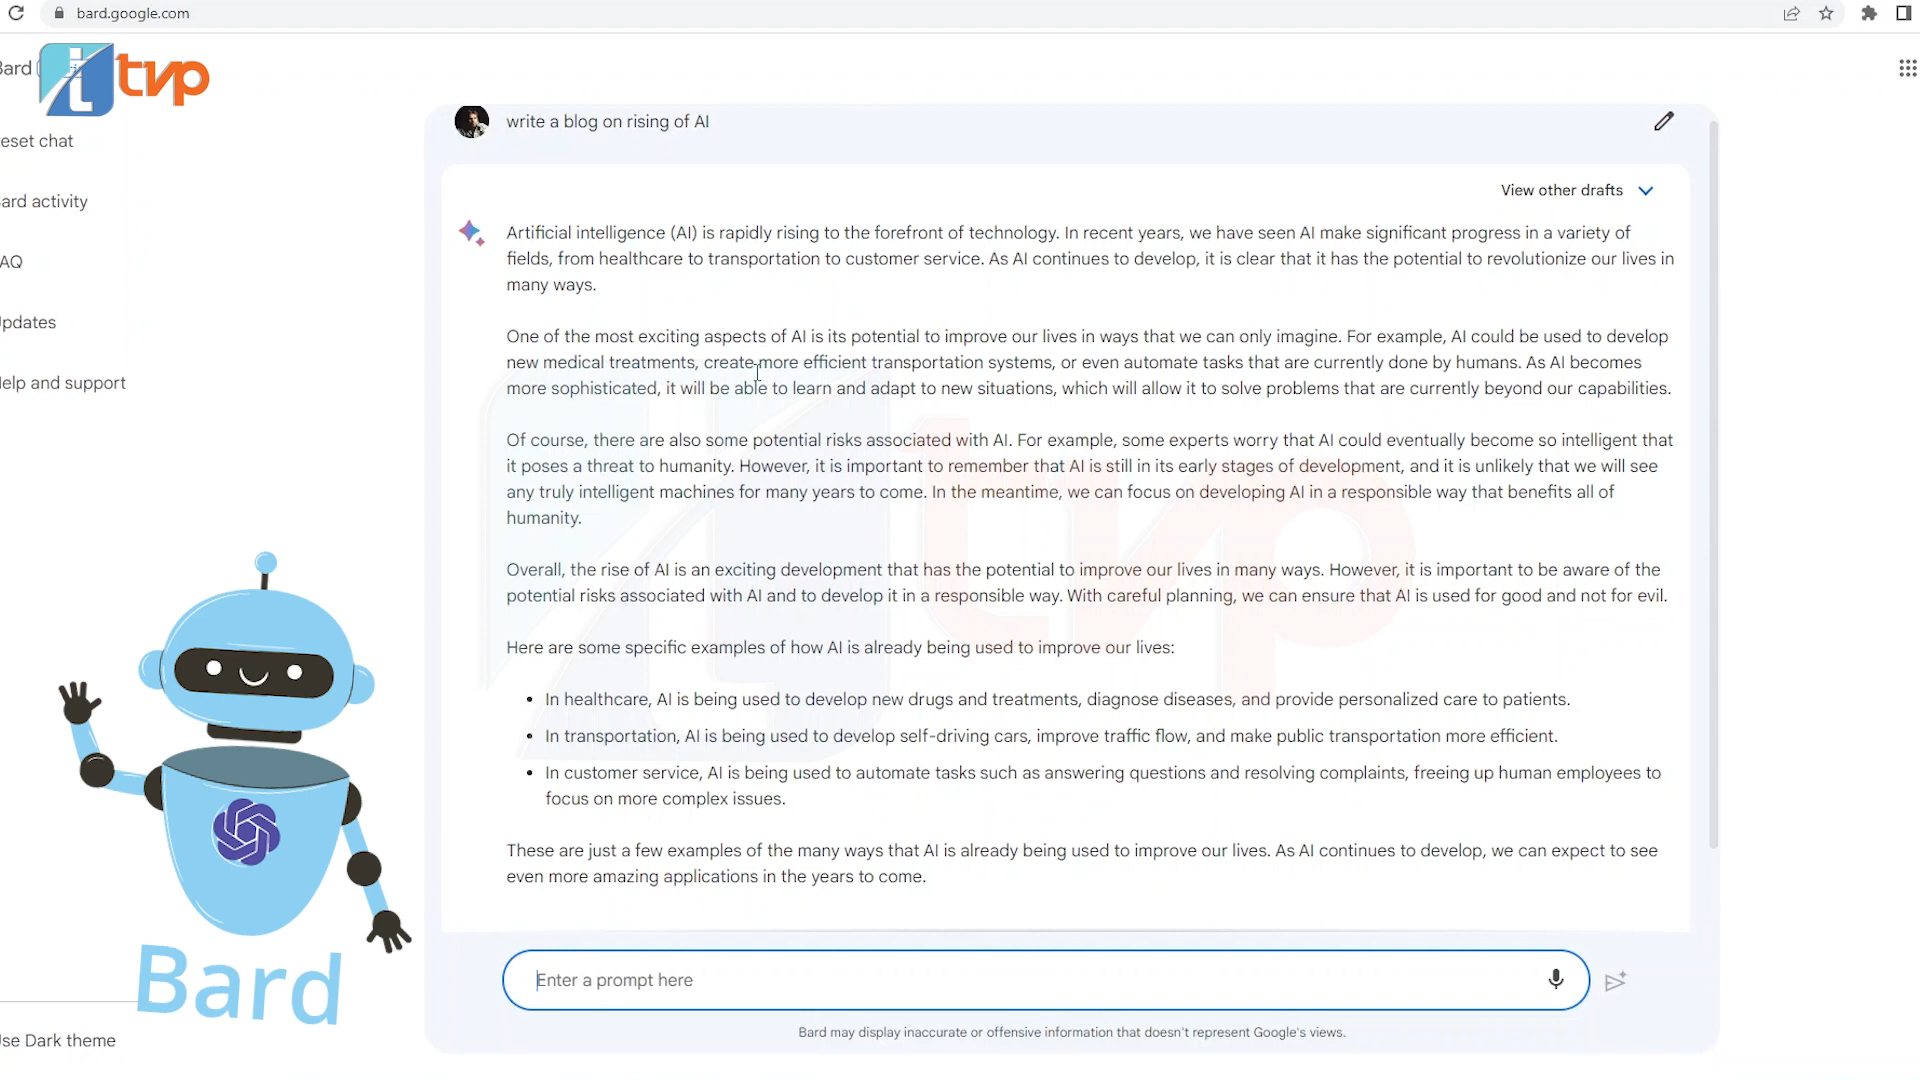 bard.google.com
Bard
tvp
eset chat
ard activity
AQ
pdates
elp and support
write a blog on rising of AI
View other drafts
Artificial intelligence (AI) is rapidly rising to the forefront of technology. In recent years, we have seen AI make significant progress in a variety of
fields, from healthcare to transportation to customer service. As AI continues to develop, it is clear that it has the potential to revolutionize our lives in
many ways.
One of the most exciting aspects of AI is its potential to improve our lives in ways that we can only imagine. For example, AI could be used to develop
new medical treatments, create more efficient transportation systems, or even automate tasks that are currently done by humans. As AI becomes
more sophisticated, it will be able to learn and adapt to new situations, which will allow it to solve problems that are currently beyond our capabilities.
Of course, there are also some potential risks associated with AI. For example, some experts worry that AI could eventually become so intelligent that
it poses a threat to humanity. However, it is important to remember that AI is still in its early stages of development, and it is unlikely that we will see
any truly intelligent machines for many years to come. In the meantime, we can focus on developing AI in a responsible way that benefits all of
humanity.
Overall, the rise of AI is an exciting development that has the potential to improve our lives in many ways. However, it is important to be aware of the
potential risks associated with AI and to develop it in a responsible way. With careful planning, we can ensure that AI is used for good and not for evil.
Here are some specific examples of how AI is already being used to improve our lives:
• In healthcare, AI is being used to develop new drugs and treatments, diagnose diseases, and provide personalized care to patients.
• In transportation, AI is being used to develop self-driving cars, improve traffic flow, and make public transportation more efficient.
• In customer service, AI is being used to automate tasks such as answering questions and resolving complaints, freeing up human employees to
focus on more complex issues.
These are just a few examples of the many ways that AI is already being used to improve our lives. As AI continues to develop, we can expect to see
even more amazing applications in the years to come.
Bard
Enter a prompt here
Bard may display inaccurate or offensive information that doesn't represent Google's views.
se Dark theme